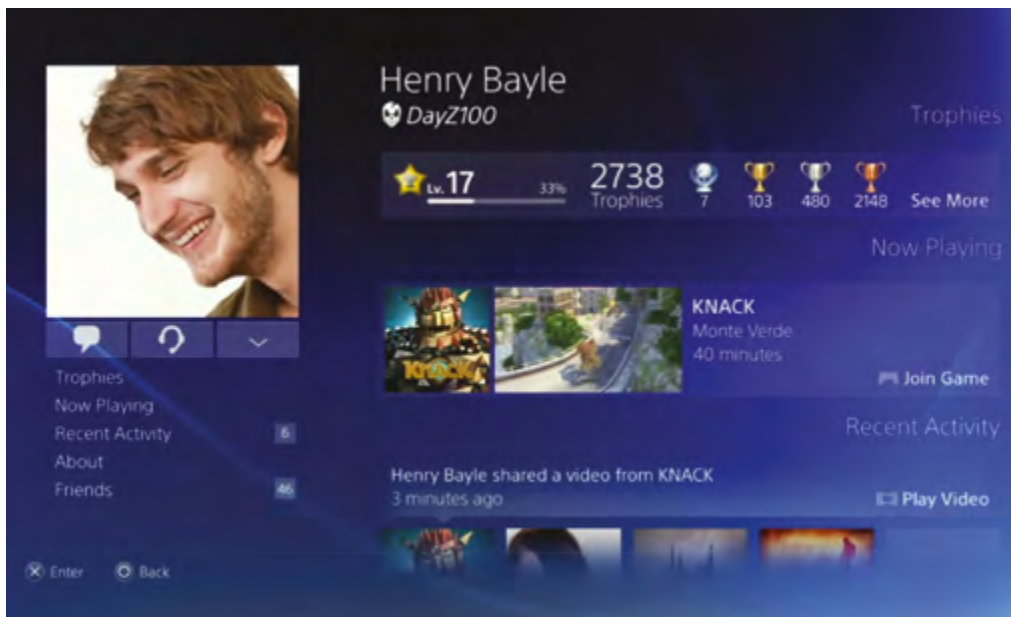 Henry Bayle
DayZ100
Trophies
Lv. 17 33% 2738 Trophies 7 103 480 2148 See More
Now Playing
KNACK
KNACK
Monte Verde
40 minutes
Join Game
Trophies
Now Playing
Recent Activity 6
About
Friends 46
Recent Activity
Henry Bayle shared a video from KNACK
3 minutes ago
Play Video
Enter Back